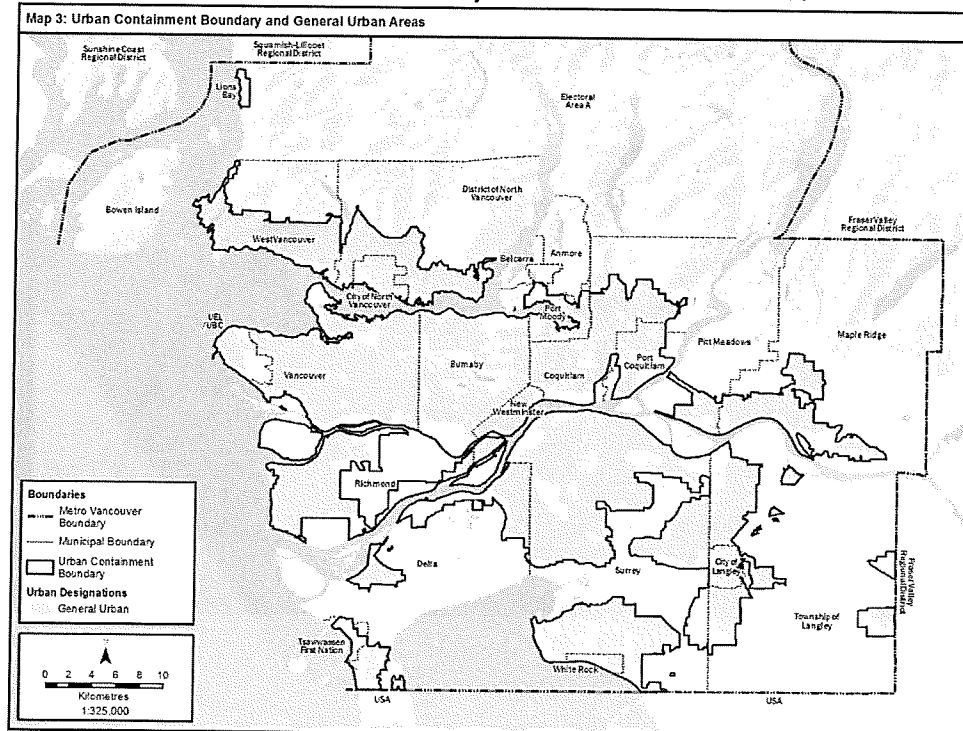 Map 3: Urban Containment Boundary and General Urban Areas
Sunshine Coast
Regional District
Squamish-Lillooet
Regional District
Lions
Bay
Electoral
Area A
Bowen Island
District of North
Vancouver
Fraser Valley
Regional District
West Vancouver
Belcarra
Anmore
City of North
Vancouver
Port
Moody
UEL
/UBC
Pitt Meadows
Maple Ridge
Vancouver
Burnaby
Coquitlam
Port
Coquitlam
New
Westminster
Richmond
Boundaries
Metro Vancouver
Boundary
Municipal Boundary
Urban Containment
Boundary
Urban Designations
General Urban
Delta
Surrey
City of
Langley
Fraser Valley
Regional District
Township of
Langley
Tsawwassen
First Nation
White Rock
0 2 4 6 8 10
Kilometres
1:325,000
USA
USA